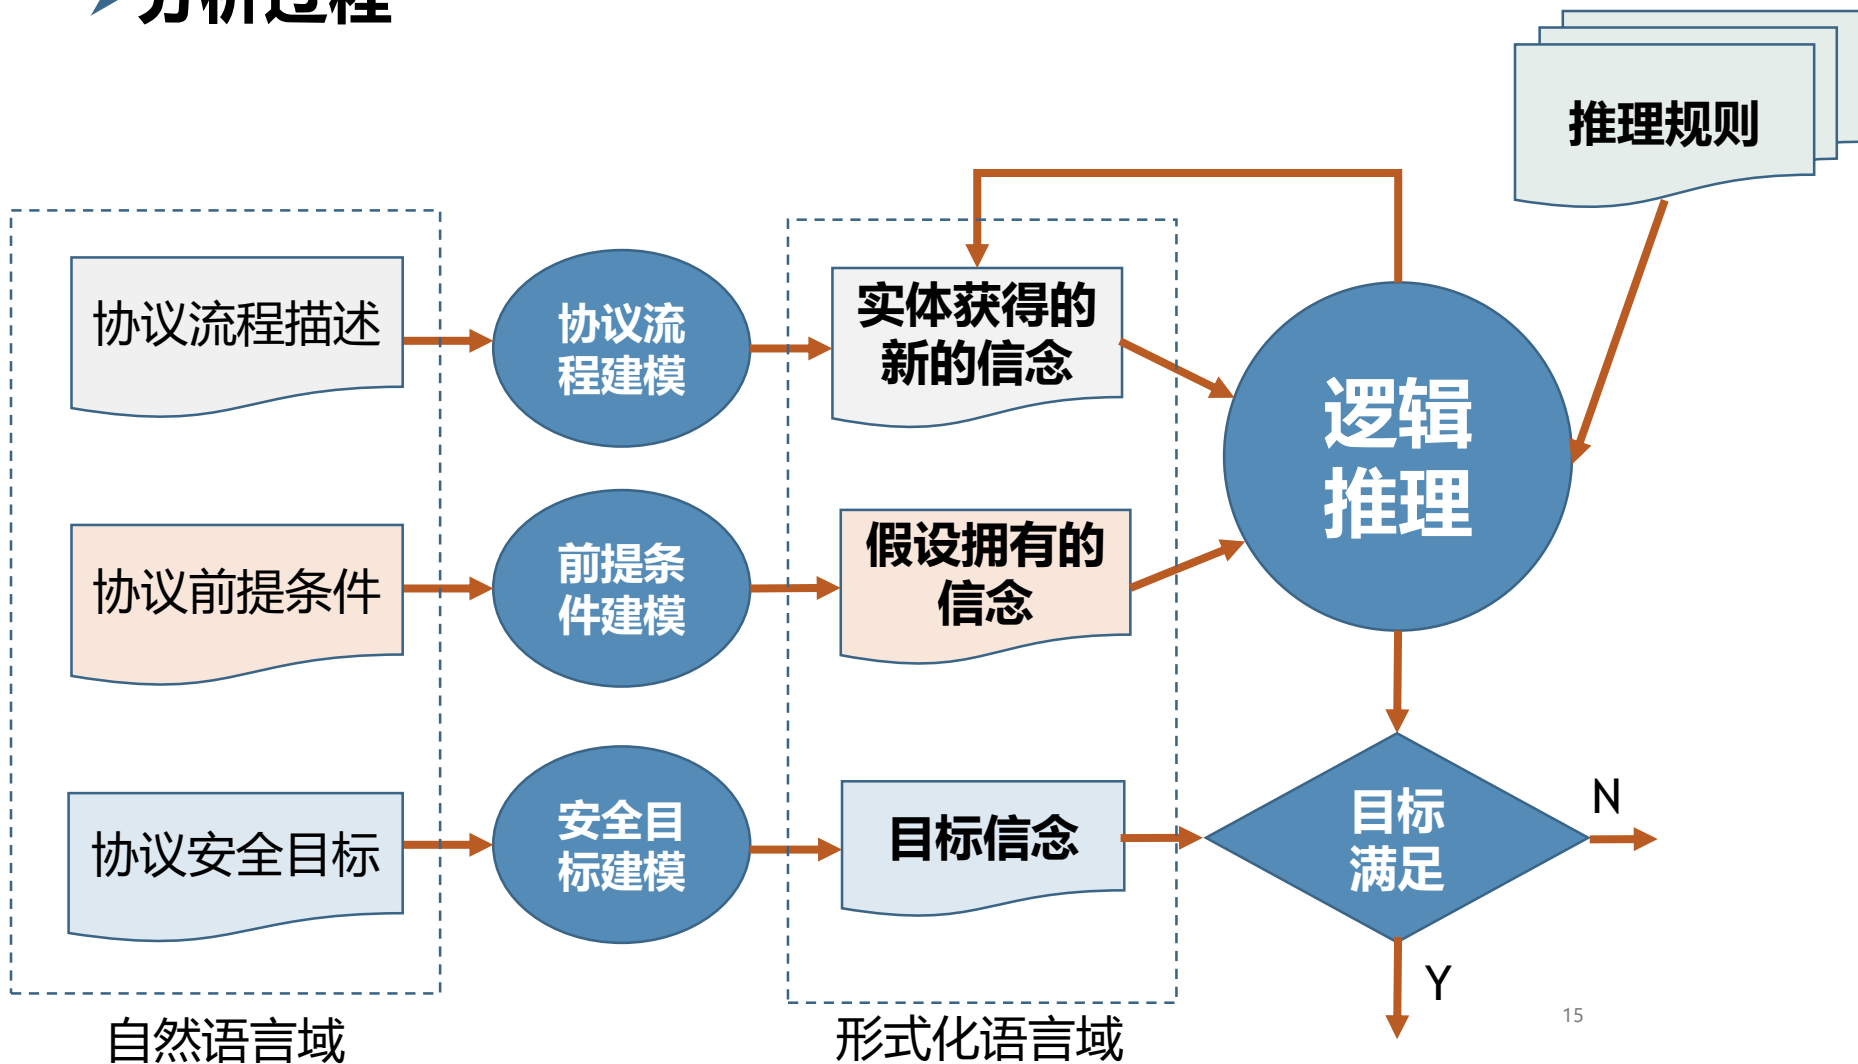 分析过程
推理规则
协议流程描述
协议流
程建模
实体获得的
新的信念
逻辑
推理
协议前提条件
前提条
件建模
假设拥有的
信念
协议安全目标
安全目
标建模
目标信念
目标
满足
N
Y
自然语言域
形式化语言域
15